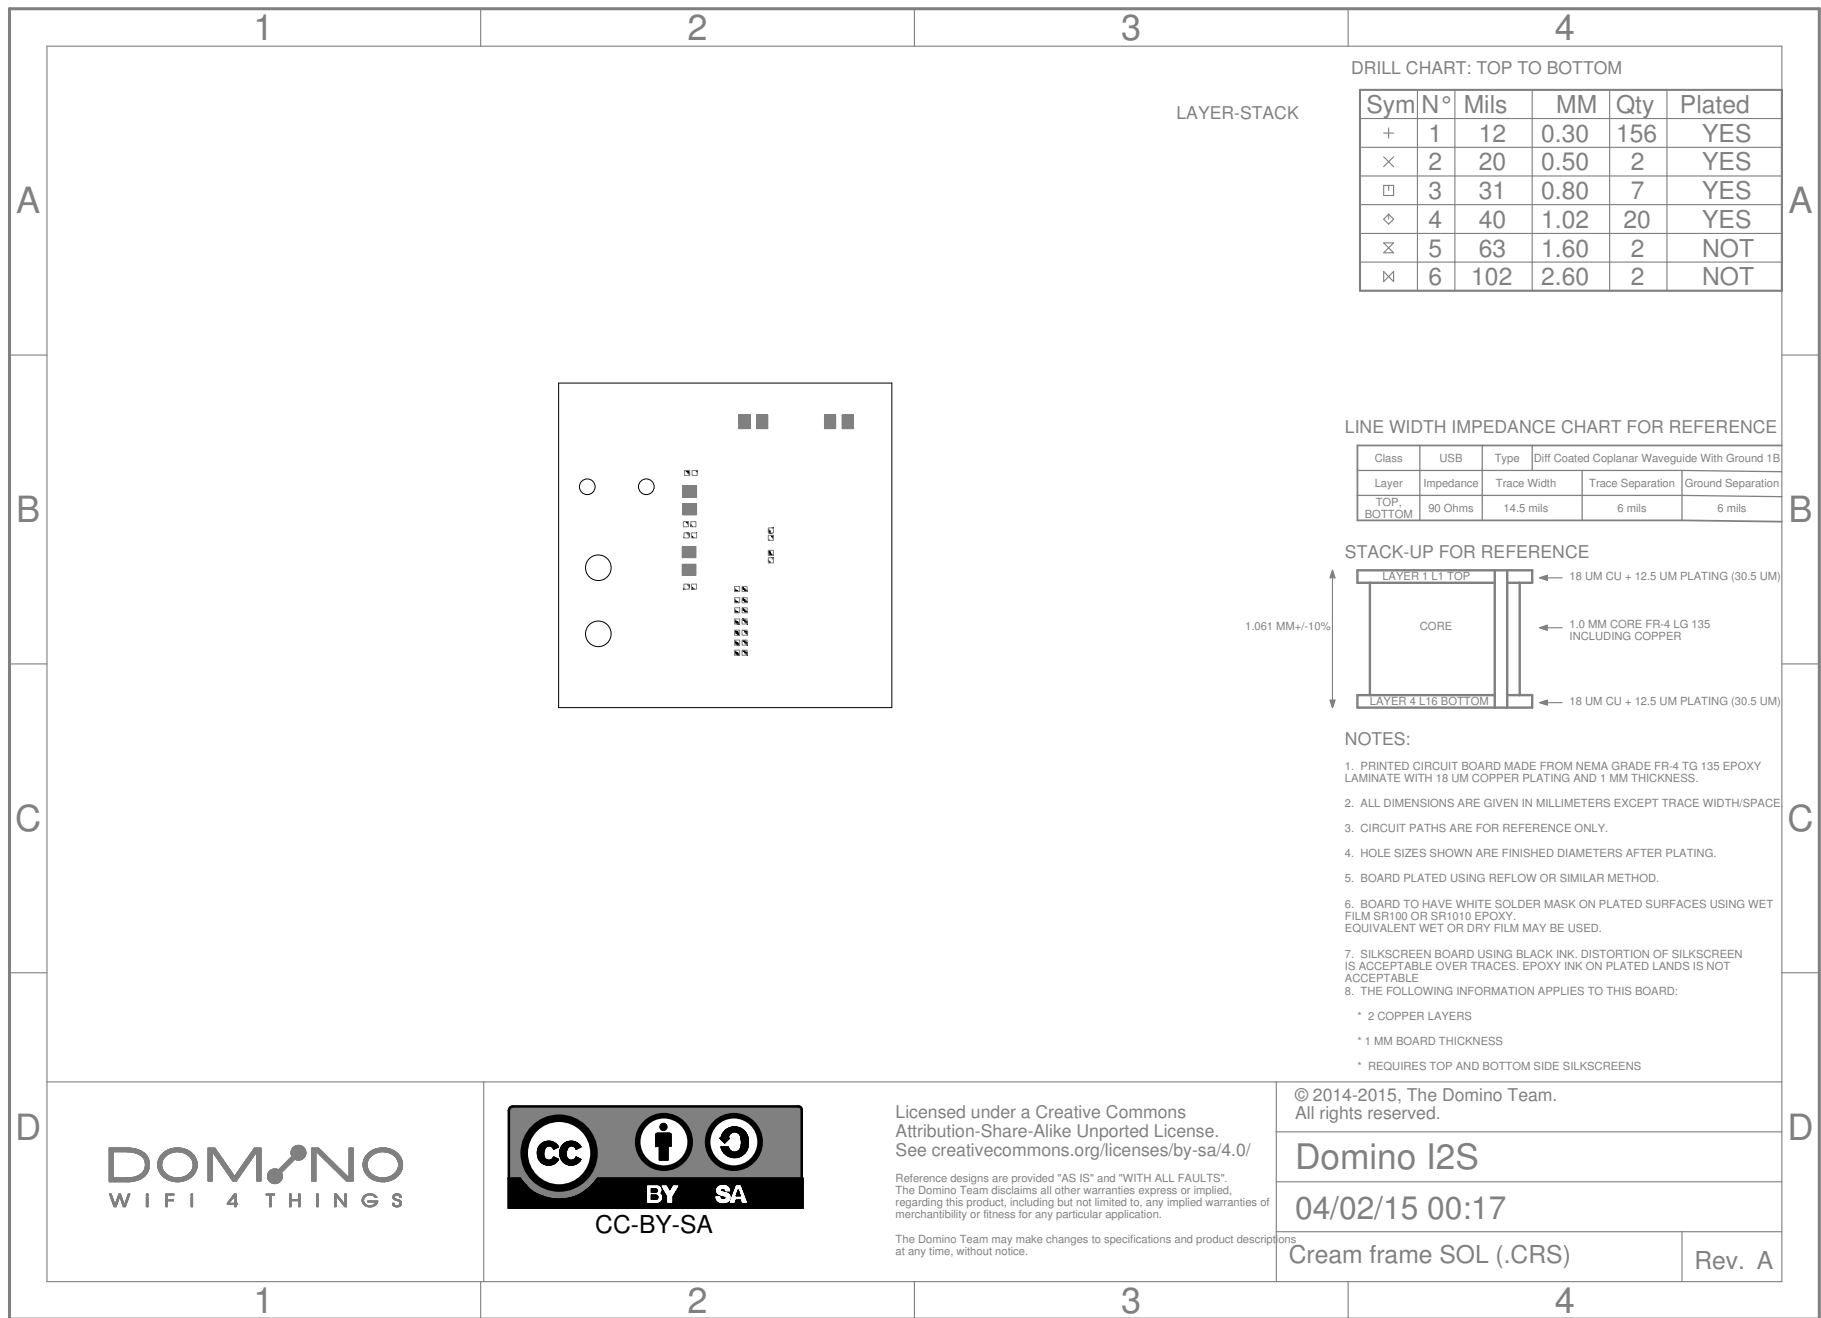 1 2 3 4
DRILL CHART: TOP TO BOTTOM
LAYER-STACK
Sym N° Mils MM Qty Plated
+ 1 12 0.30 156 YES
× 2 20 0.50 2 YES
3 31 0.80 7 YES
4 40 1.02 20 YES
5 63 1.60 2 NOT
6 102 2.60 2 NOT
A A
LINE WIDTH IMPEDANCE CHART FOR REFERENCE
Class USB Type Diff Coated Coplanar Waveguide With Ground 1B
Layer Impedance Trace Width Trace Separation Ground Separation
TOP, BOTTOM 90 Ohms 14.5 mils 6 mils 6 mils
B B
STACK-UP FOR REFERENCE
LAYER 1 L1 TOP
18 UM CU + 12.5 UM PLATING (30.5 UM)
1.061 MM+/-10%
CORE
1.0 MM CORE FR-4 LG 135
INCLUDING COPPER
LAYER 4 L16 BOTTOM
18 UM CU + 12.5 UM PLATING (30.5 UM)
NOTES:
1. PRINTED CIRCUIT BOARD MADE FROM NEMA GRADE FR-4 TG 135 EPOXY
LAMINATE WITH 18 UM COPPER PLATING AND 1 MM THICKNESS.
2. ALL DIMENSIONS ARE GIVEN IN MILLIMETERS EXCEPT TRACE WIDTH/SPACE
3. CIRCUIT PATHS ARE FOR REFERENCE ONLY.
4. HOLE SIZES SHOWN ARE FINISHED DIAMETERS AFTER PLATING.
5. BOARD PLATED USING REFLOW OR SIMILAR METHOD.
6. BOARD TO HAVE WHITE SOLDER MASK ON PLATED SURFACES USING WET
FILM SR100 OR SR1010 EPOXY.
EQUIVALENT WET OR DRY FILM MAY BE USED.
7. SILKSCREEN BOARD USING BLACK INK. DISTORTION OF SILKSCREEN
IS ACCEPTABLE OVER TRACES. EPOXY INK ON PLATED LANDS IS NOT
ACCEPTABLE
8. THE FOLLOWING INFORMATION APPLIES TO THIS BOARD:
* 2 COPPER LAYERS
* 1 MM BOARD THICKNESS
* REQUIRES TOP AND BOTTOM SIDE SILKSCREENS
C C
D D
DOMINO
WIFI 4 THINGS
cc
BY SA
CC-BY-SA
Licensed under a Creative Commons
Attribution-Share-Alike Unported License.
See creativecommons.org/licenses/by-sa/4.0/
Reference designs are provided "AS IS" and "WITH ALL FAULTS".
The Domino Team disclaims all other warranties express or implied,
regarding this product, including but not limited to, any implied warranties of
merchantibility or fitness for any particular application.
The Domino Team may make changes to specifications and product descriptions
at any time, without notice.
© 2014-2015, The Domino Team.
All rights reserved.
Domino I2S
04/02/15 00:17
Cream frame SOL (.CRS)
Rev. A
1 2 3 4